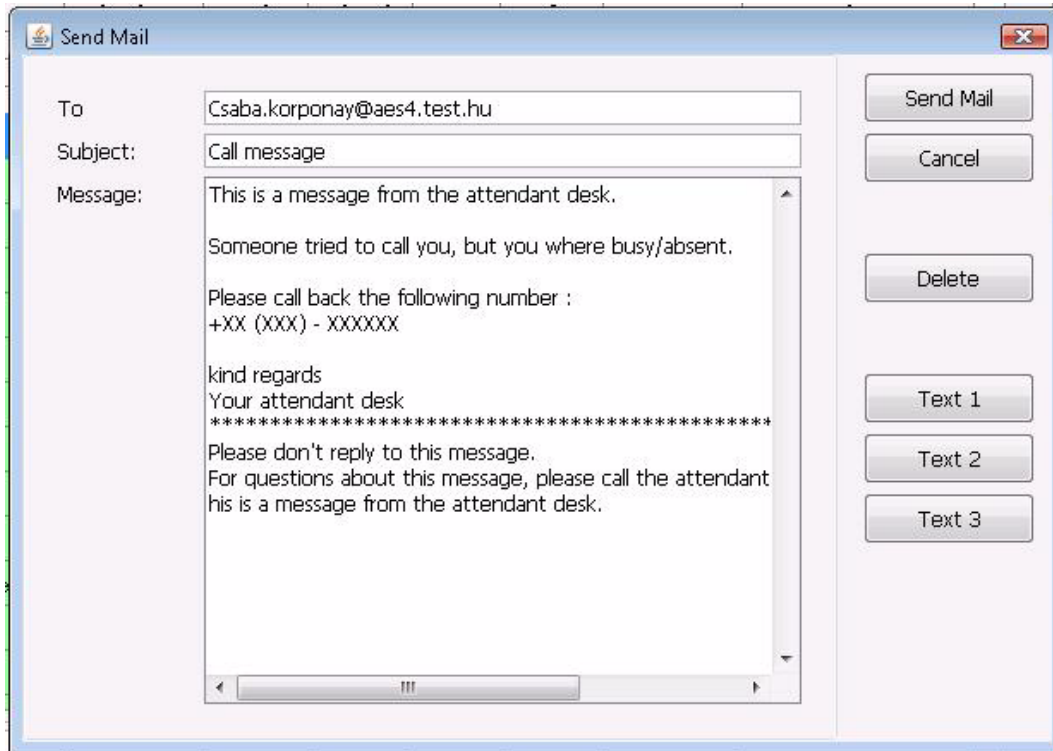 Send Mail
To
Csaba.korponay@aes4.test.hu
Subject:
Call message
Message:
This is a message from the attendant desk.
Someone tried to call you, but you where busy/absent.
Please call back the following number :
+XX (XXX) - XXXXXX
kind regards
Your attendant desk
***********************************************
Please don't reply to this message.
For questions about this message, please call the attendant
his is a message from the attendant desk.
Send Mail
Cancel
Delete
Text 1
Text 2
Text 3